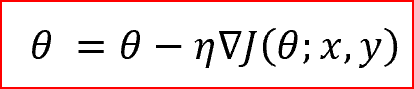 θ = θ − η∇J(θ; x, y)